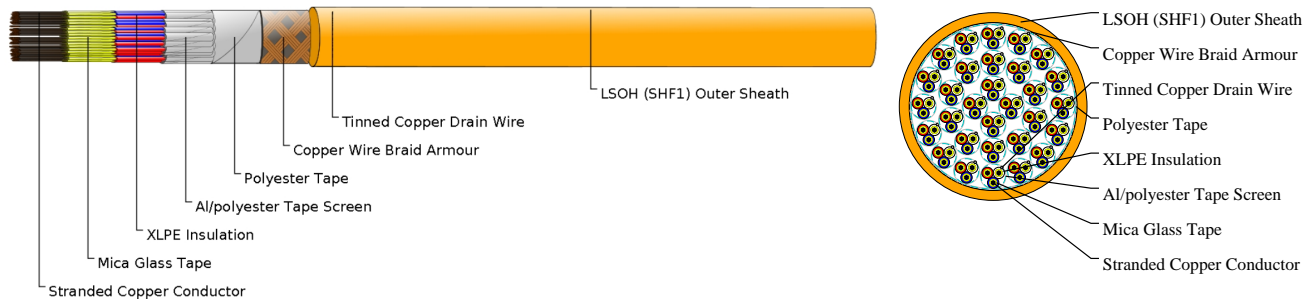 LSOH (SHF1) Outer Sheath
Tinned Copper Drain Wire
Copper Wire Braid Armour
Polyester Tape
Al/polyester Tape Screen
XLPE Insulation
Mica Glass Tape
Stranded Copper Conductor
LSOH (SHF1) Outer Sheath
Copper Wire Braid Armour
Tinned Copper Drain Wire
Polyester Tape
XLPE Insulation
Al/polyester Tape Screen
Mica Glass Tape
Stranded Copper Conductor